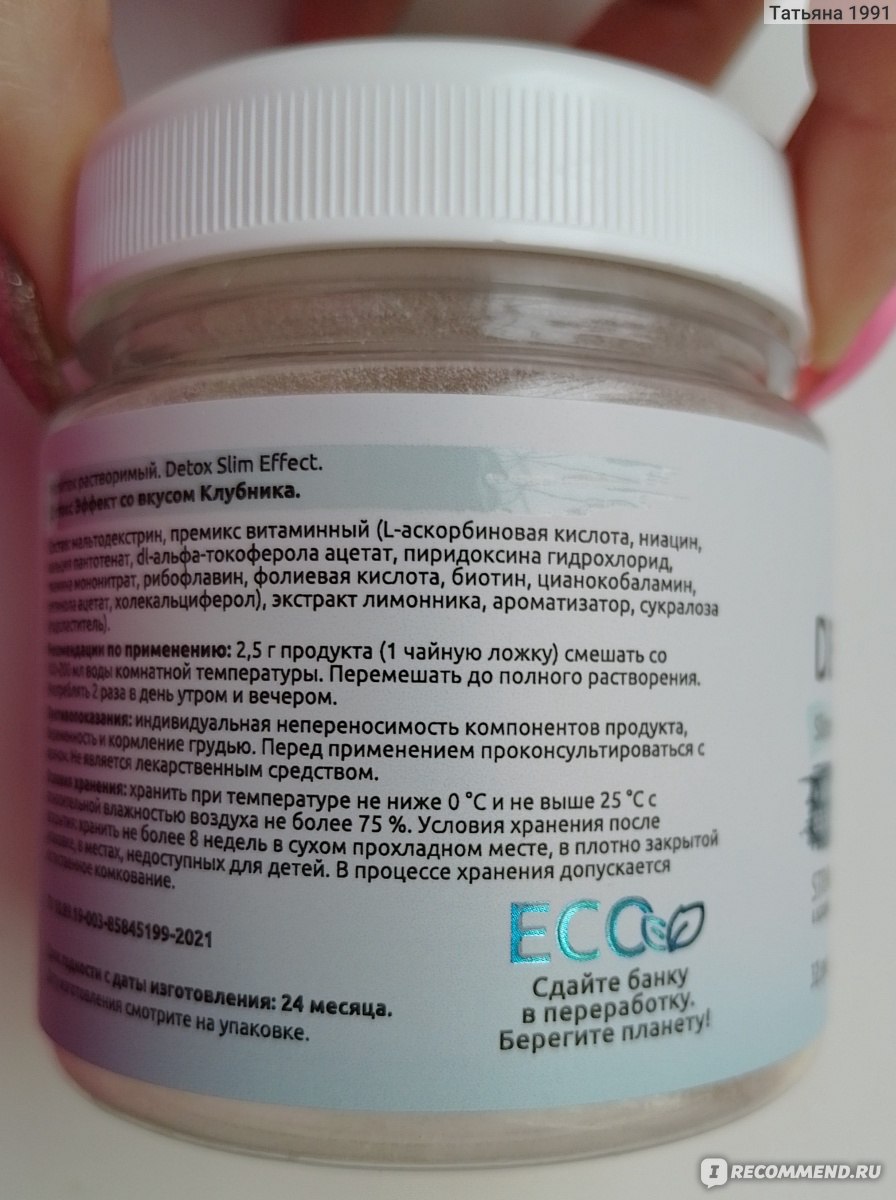 Татьяна 1991
растворимый. Detox Slim Effect.
Эффект со вкусом Клубника.
мальтодекстрин, премикс витаминный (L-аскорбиновая кислота, ниацин,
пантотенат, dl-альфа-токоферола ацетат, пиридоксина гидрохлорид,
мононитрат, рибофлавин, фолиевая кислота, биотин, цианокобаламин,
ацетат, холекальциферол), экстракт лимонника, ароматизатор, сукралоза
по применению: 2,5 г продукта (1 чайную ложку) смешать со
мл воды комнатной температуры. Перемешать до полного растворения.
2 раза в день утром и вечером.
индивидуальная непереносимость компонентов продукта,
и кормление грудью. Перед применением проконсультироваться с
Не является лекарственным средством.
хранения: хранить при температуре не ниже 0 °C и не выше 25 °C с
влажностью воздуха не более 75 %. Условия хранения после
хранить не более 8 недель в сухом прохладном месте, в плотно закрытой
в местах, недоступных для детей. В процессе хранения допускается
комкование.
85845199-2021
с даты изготовления: 24 месяца.
смотрите на упаковке.
ECO
Сдайте банку
в переработку.
Берегите планету!
IRECOMMEND.RU